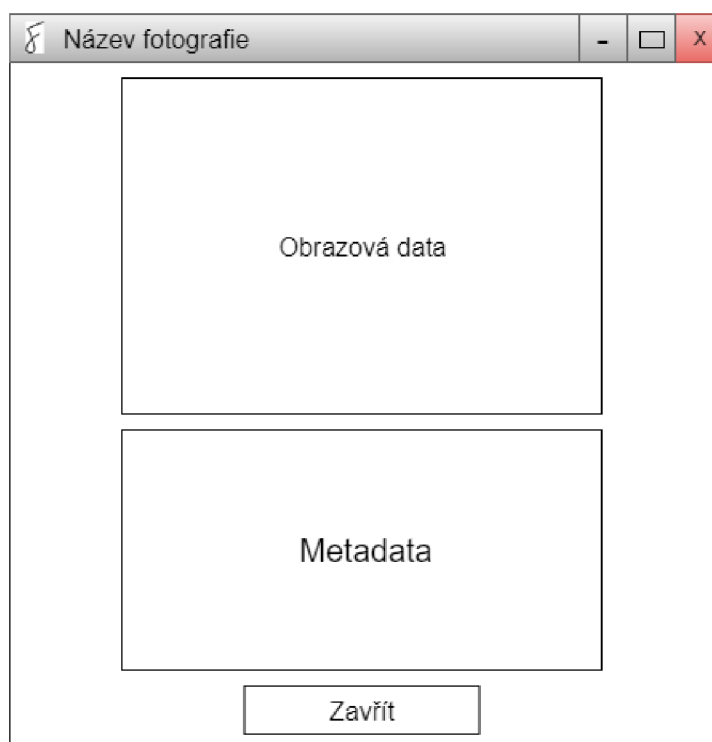 Název fotografie
- X
Obrazová data
Metadata
Zavřít